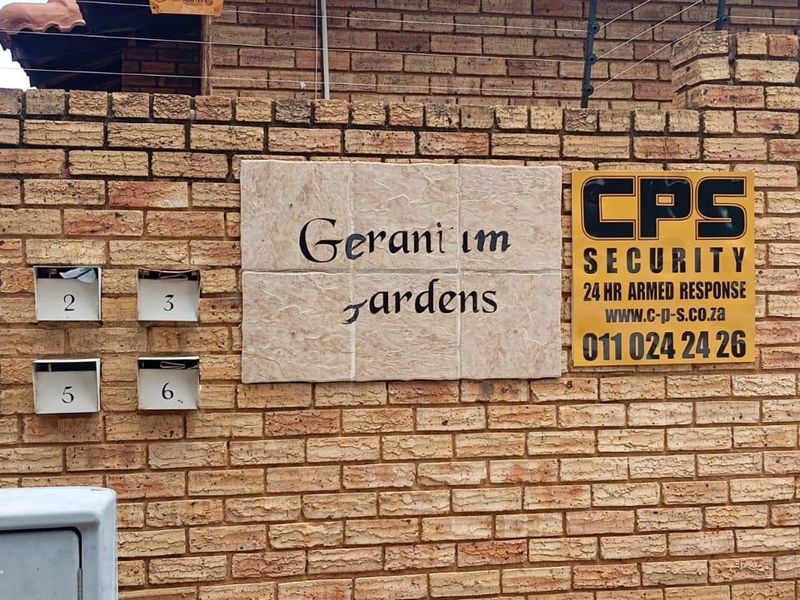 Geranium
gardens
2
3
5
6
CPS
SECURITY
24 HR ARMED RESPONSE
www.c-p-s.co.za
011 024 24 26